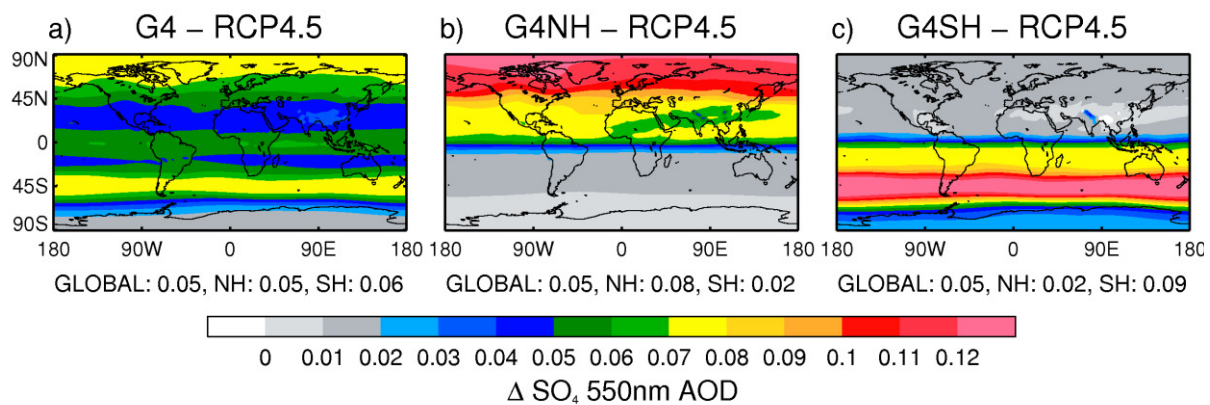 a) G4 – RCP4.5
b) G4NH – RCP4.5
c) G4SH – RCP4.5
90N
45N
0
45S
90S
180 90W 0 90E 180
180 90W 0 90E 180
180 90W 0 90E 180
GLOBAL: 0.05, NH: 0.05, SH: 0.06
GLOBAL: 0.05, NH: 0.08, SH: 0.02
GLOBAL: 0.05, NH: 0.02, SH: 0.09
0 0.01 0.02 0.03 0.04 0.05 0.06 0.07 0.08 0.09 0.1 0.11 0.12
Δ SO₄ 550nm AOD